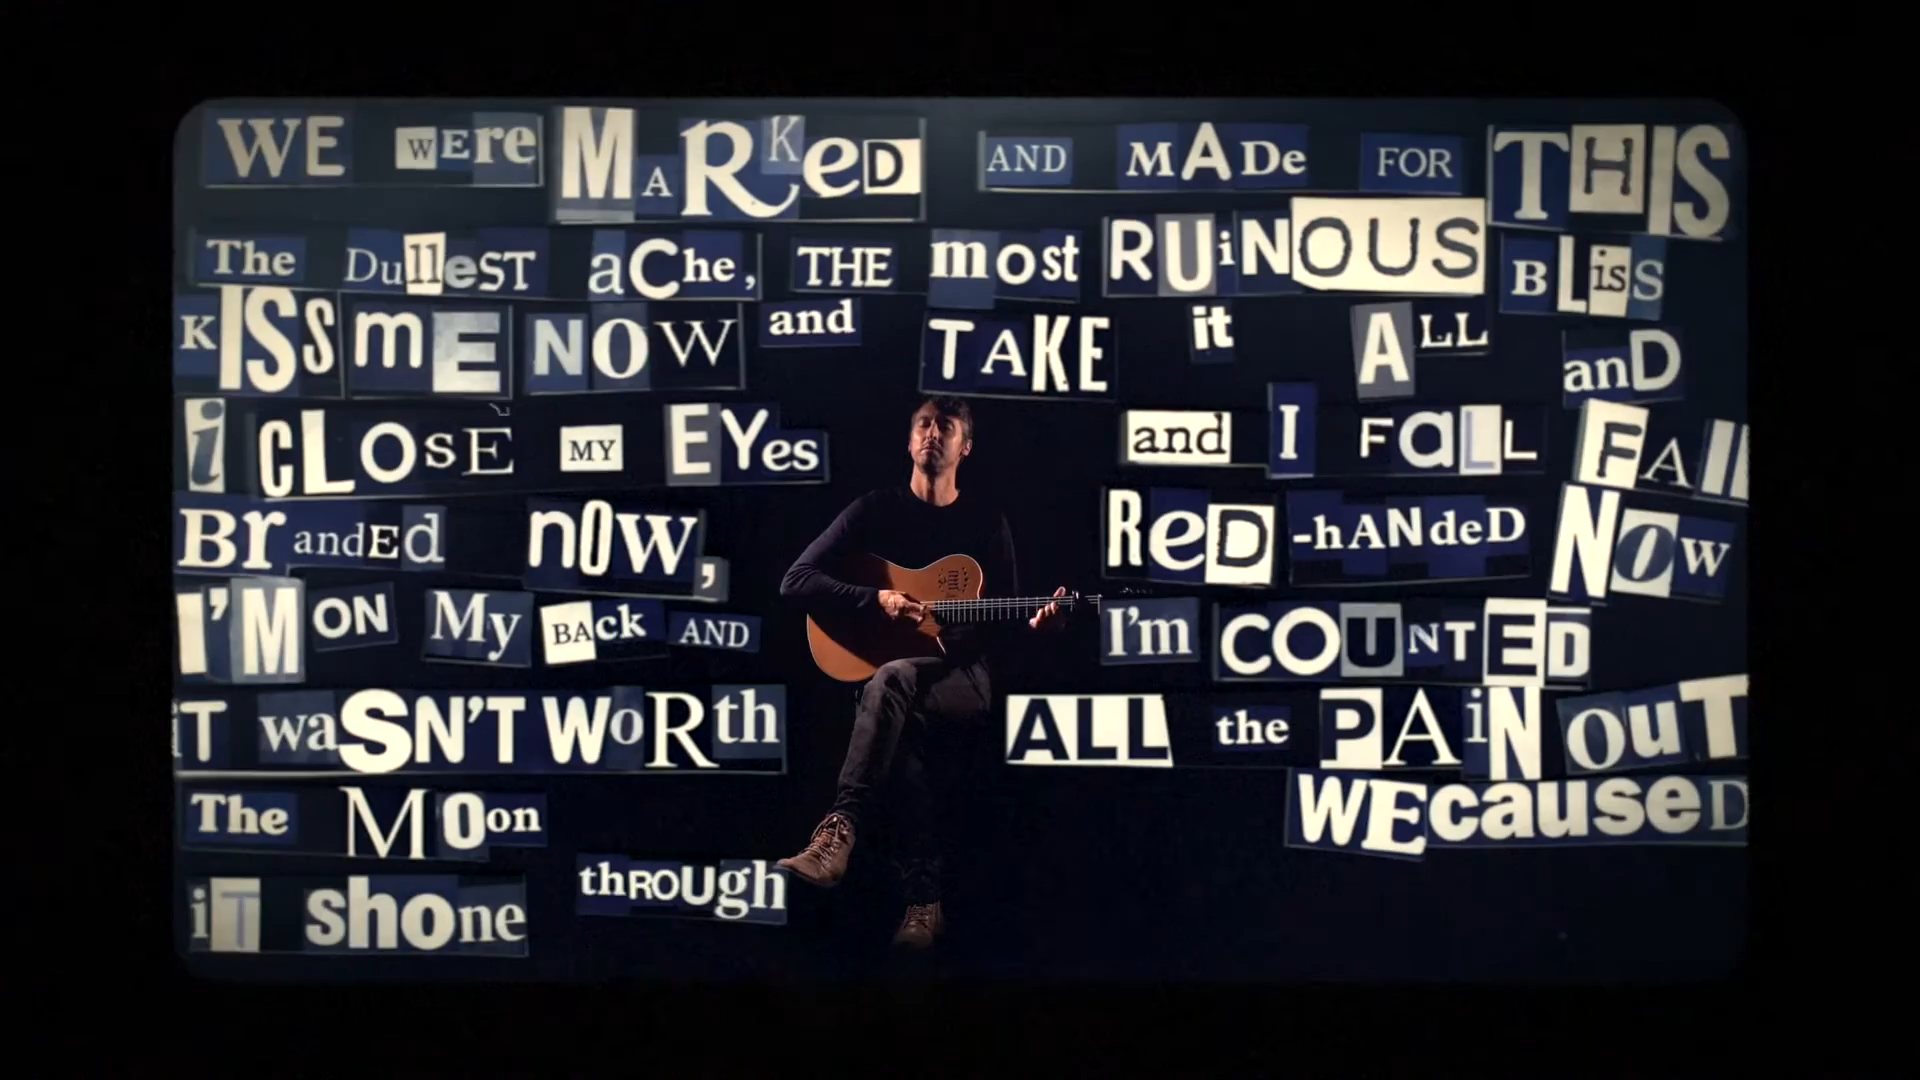 WE WEre MARKeD AND MADe FOR THIS
The DullesT aChe, THE most RUiNOUS BLisS
KISSmE NOW and TAKE it ALL anD
i CLOsE MY EYes and I FaLL FAll
BrandEd nOW, ReD-hANdeD NOW
I'M ON My BAck AND I'm COUNTED
iT waSN'T WoRth ALL the PAiN OuT
The MOon WEcauseD
iT shone thROUgh